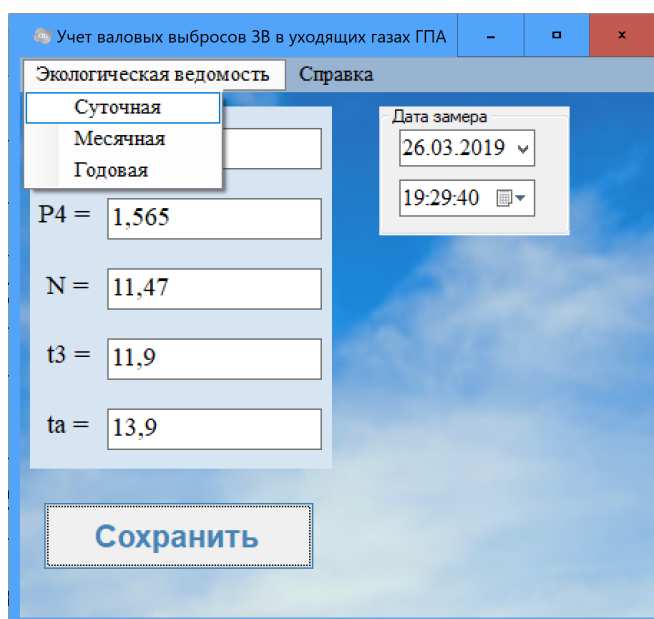 Учет валовых выбросов ЗВ в уходящих газах ГПА
Экологическая ведомость Справка
Суточная
Месячная
Годовая
Дата замера
26.03.2019
19:29:40
P4 = 1,565
N = 11,47
t3 = 11,9
ta = 13,9
Сохранить